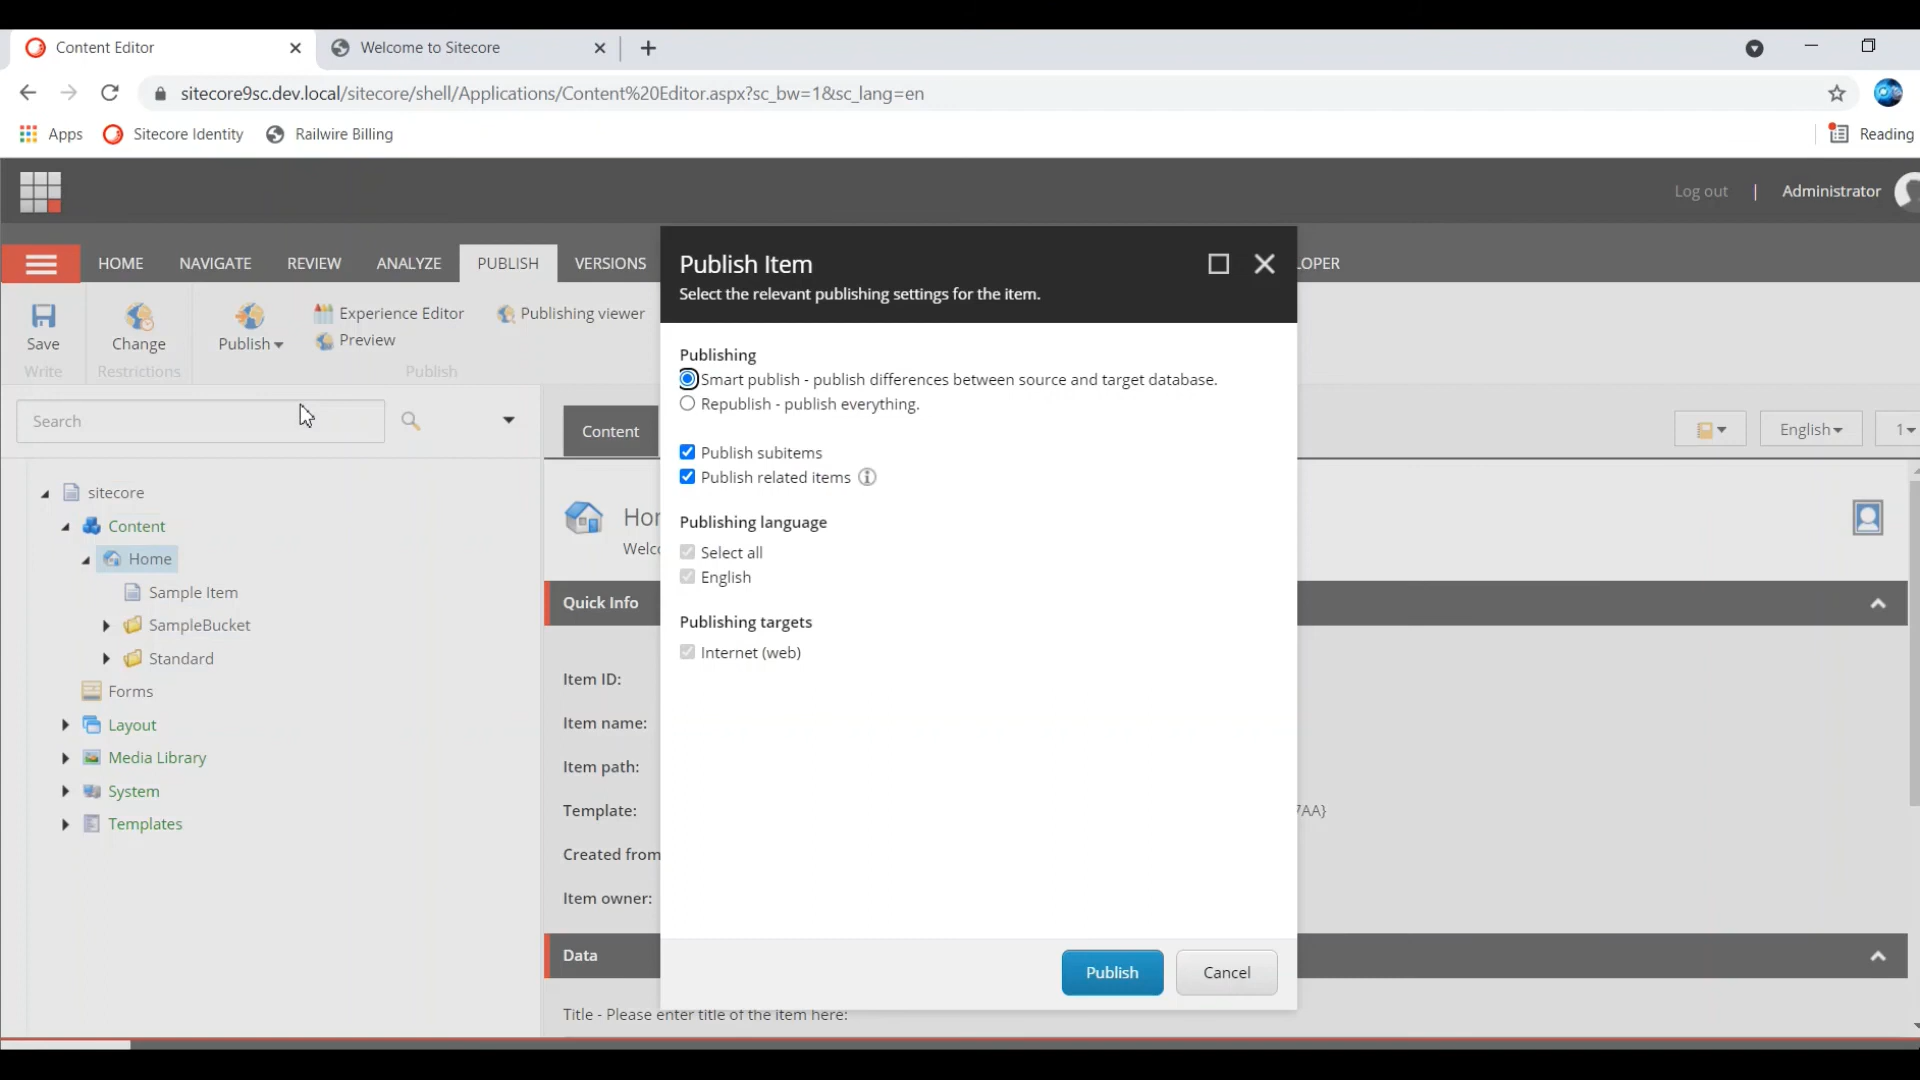 Content Editor
Welcome to Sitecore
sitecore9sc.dev.local/sitecore/shell/Applications/Content%20Editor.aspx?sc_bw=1&sc_lang=en
Apps Sitecore Identity Railwire Billing
Reading
Log out | Administrator
HOME NAVIGATE REVIEW ANALYZE PUBLISH VERSIONS LOPER
Publish Item
Select the relevant publishing settings for the item.
Save
Write
Change
Restrictions
Publish
Experience Editor
Preview
Publishing viewer
Publish
Search
Content
English
1
sitecore
Content
Home
Sample Item
SampleBucket
Standard
Forms
Layout
Media Library
System
Templates
Publishing
Smart publish - publish differences between source and target database.
Republish - publish everything.
Publish subitems
Publish related items
Publishing language
Select all
English
Publishing targets
Internet (web)
Publish
Cancel
Hor
Welc
Quick Info
Item ID:
Item name:
Item path:
Template: 7AA}
Created from
Item owner:
Data
Title - Please enter title of the item here: